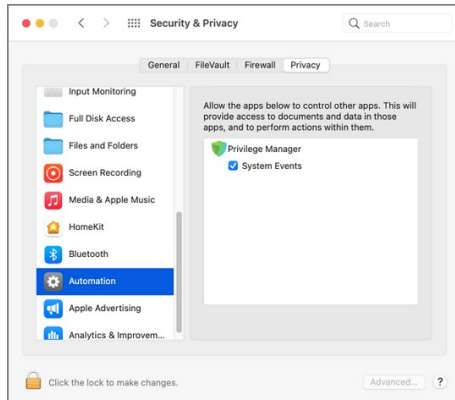 Security & Privacy
Search
General
FileVault
Firewall
Privacy
Input Monitoring
Full Disk Access
Files and Folders
Screen Recording
Media & Apple Music
HomeKit
Bluetooth
Automation
Apple Advertising
Analytics & Improvem...
Allow the apps below to control other apps. This will
provide access to documents and data in those
apps, and to perform actions within them.
Privilege Manager
System Events
Click the lock to make changes.
Advanced...
?